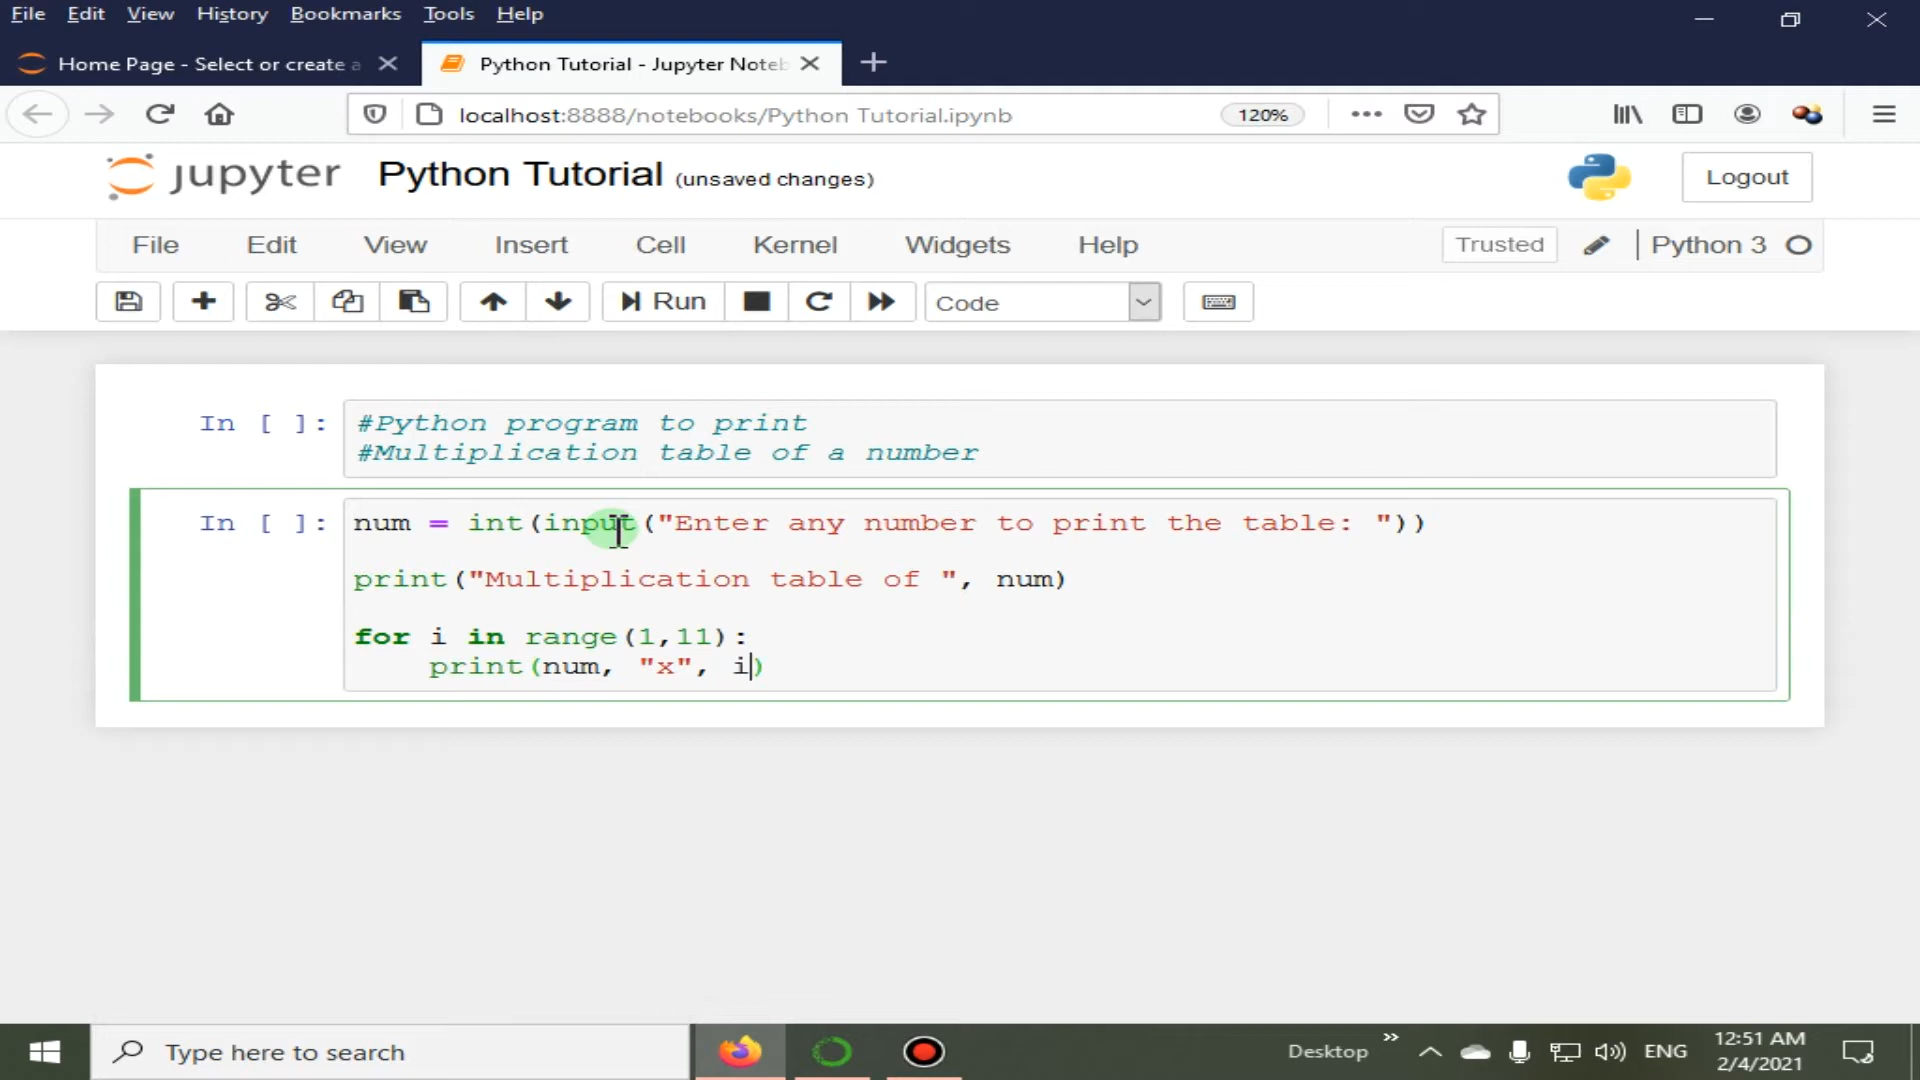 File Edit View History Bookmarks Tools Help
Home Page - Select or create a
Python Tutorial - Jupyter Noteb
localhost:8888/notebooks/Python Tutorial.ipynb 120%
jupyter Python Tutorial (unsaved changes) Logout
File Edit View Insert Cell Kernel Widgets Help Trusted Python 3
Run Code
In [ ]: #Python program to print
#Multiplication table of a number
In [ ]: num = int(input("Enter any number to print the table: "))
print("Multiplication table of ", num)
for i in range(1,11):
    print(num, "x", i)
Type here to search Desktop ENG 12:51 AM
2/4/2021